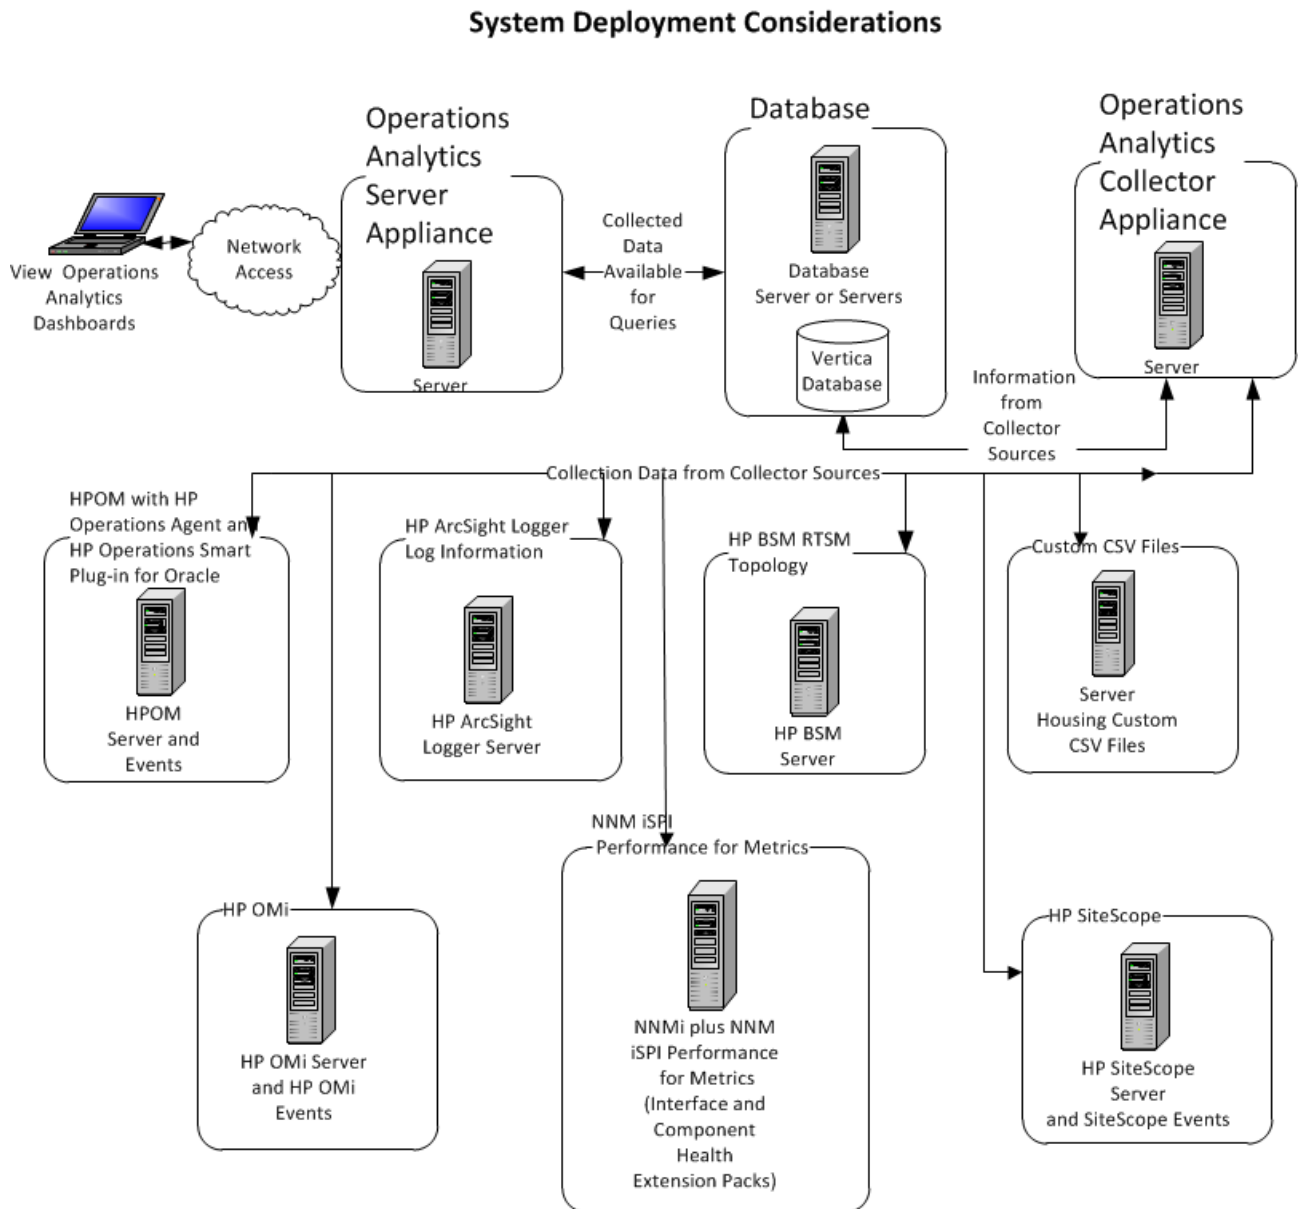 System Deployment Considerations
Operations
Analytics
Server
Appliance
Database
Operations
Analytics
Collector
Appliance
View Operations
Analytics
Dashboards
Network
Access
Server
Collected
Data
Available
for
Queries
Database
Server or Servers
Vertica
Database
Server
Information
from
Collector
Sources
Collection Data from Collector Sources
HPOM with HP
Operations Agent and
HP Operations Smart
Plug-in for Oracle
HPOM
Server and
Events
HP ArcSight Logger
Log Information
HP ArcSight
Logger Server
HP BSM RTSM
Topology
HP BSM
Server
Custom CSV Files
Server
Housing Custom
CSV Files
HP OMi
HP OMi Server
and HP OMi
Events
NNM iSPI
Performance for Metrics
NNMi plus NNM
iSPI Performance
for Metrics
(Interface and
Component
Health
Extension Packs)
HP SiteScope
HP SiteScope
Server
and SiteScope Events